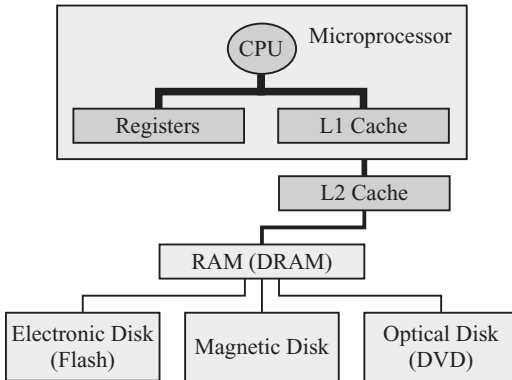 Microprocessor
CPU
Registers
L1 Cache
L2 Cache
RAM (DRAM)
Electronic Disk
(Flash)
Magnetic Disk
Optical Disk
(DVD)